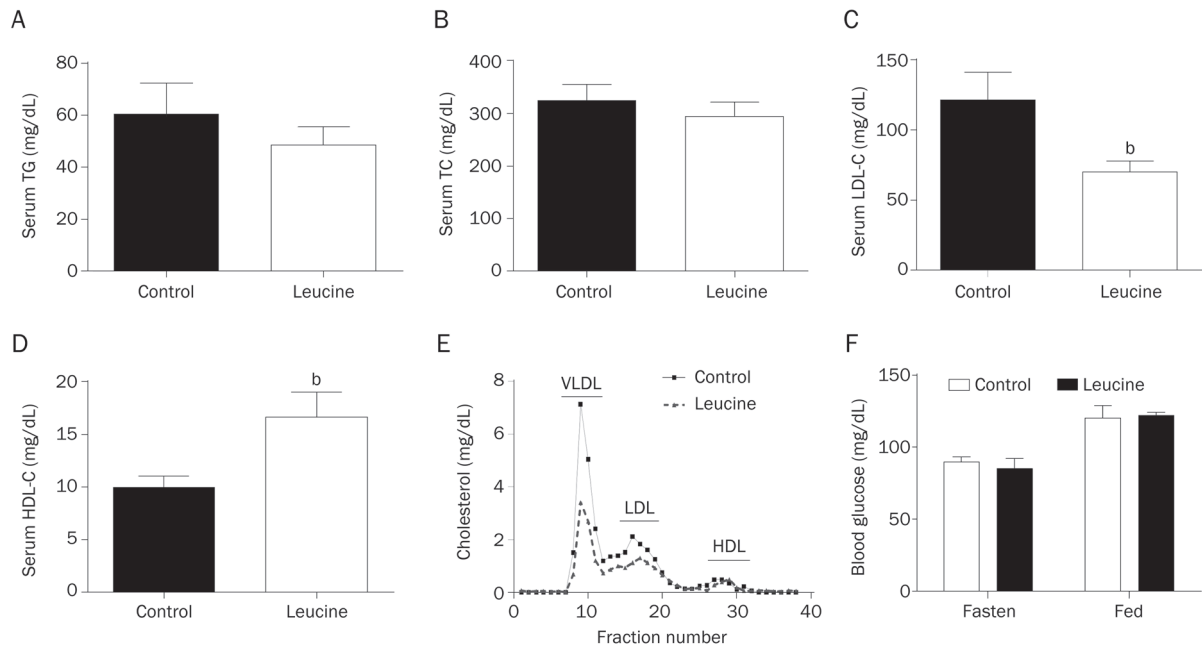 A
Serum TG (mg/dL)
80
60
40
20
0
Control Leucine
B
Serum TC (mg/dL)
400
300
200
100
0
Control Leucine
C
Serum LDL-C (mg/dL)
150
100
50
0
b
Control Leucine
D
Serum HDL-C (mg/dL)
20
15
10
5
0
b
Control Leucine
E
Cholesterol (mg/dL)
8
6
4
2
0
VLDL
LDL
HDL
Control
Leucine
0 10 20 30 40
Fraction number
F
Blood glucose (mg/dL)
150
100
50
0
Control Leucine
Fasten Fed